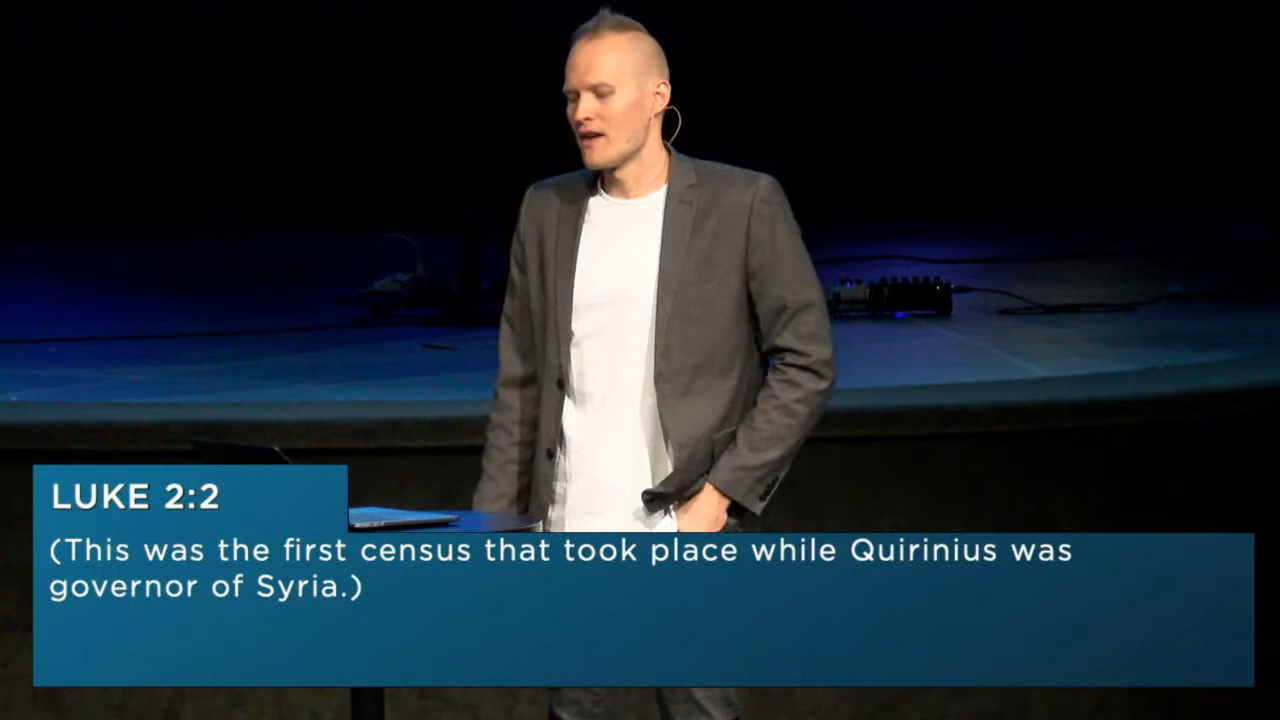 LUKE 2:2
(This was the first census that took place while Quirinius was
governor of Syria.)